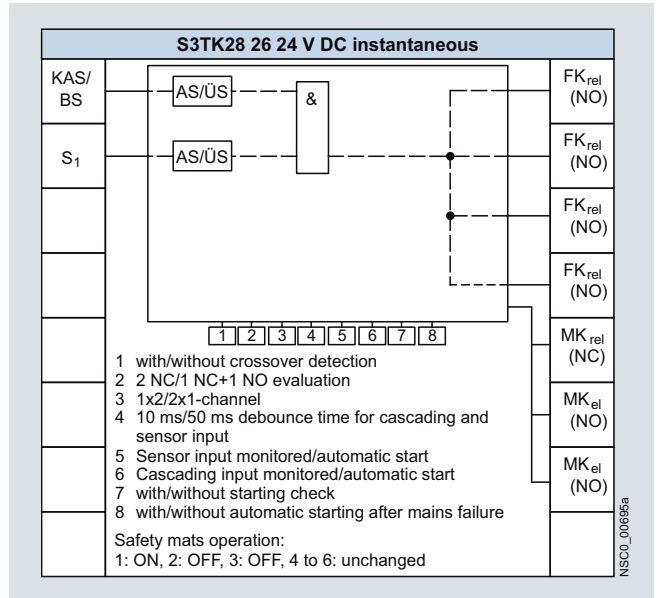 S3TK28 26 24 V DC instantaneous
KAS/
BS
AS/ÜS
&
FKrel
(NO)
S1
AS/ÜS
FKrel
(NO)
FKrel
(NO)
FKrel
(NO)
MK rel
(NC)
MKel
(NO)
MKel
(NO)
1 2 3 4 5 6 7 8
1 with/without crossover detection
2 2 NC/1 NC+1 NO evaluation
3 1x2/2x1-channel
4 10 ms/50 ms debounce time for cascading and
sensor input
5 Sensor input monitored/automatic start
6 Cascading input monitored/automatic start
7 with/without starting check
8 with/without automatic starting after mains failure
Safety mats operation:
1: ON, 2: OFF, 3: OFF, 4 to 6: unchanged
NSC0_00695a